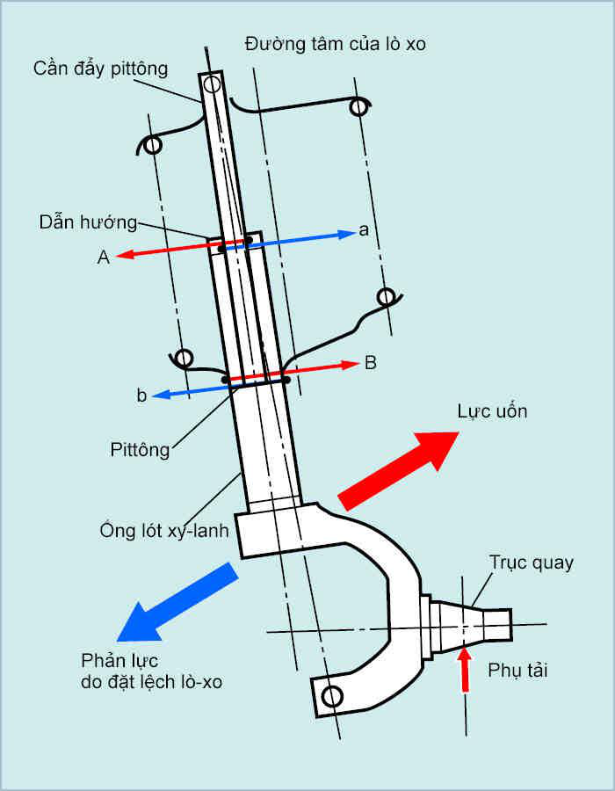 Đường tâm của lò xo
Cần đẩy pittông
Dẫn hướng
a
A
B
b
Lực uốn
Pittông
Ống lót xy-lanh
Trục quay
Phản lực
do đặt lệch lò-xo
Phụ tải